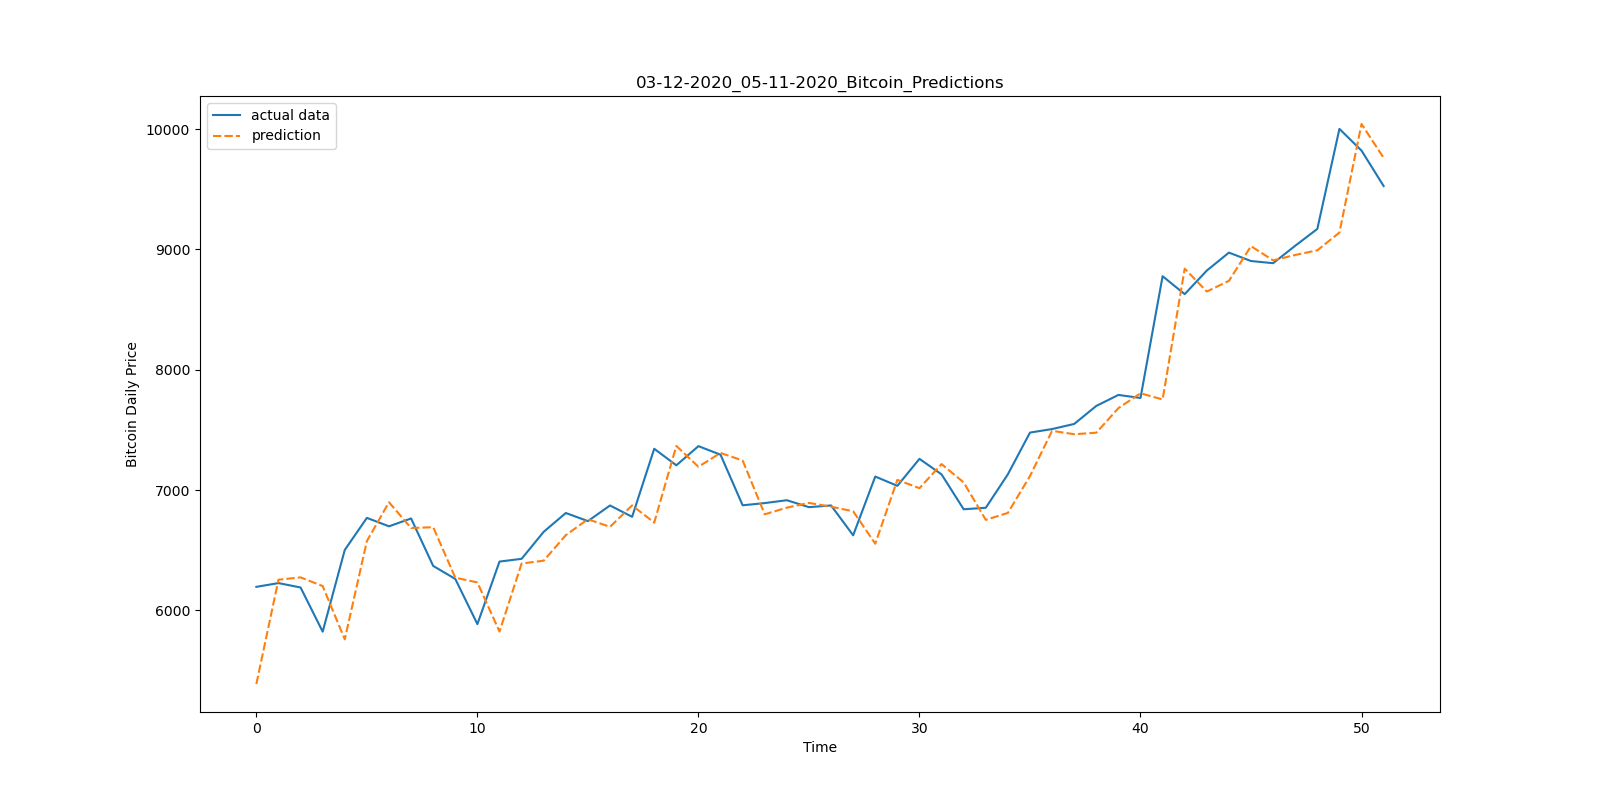 03-12-2020_05-11-2020_Bitcoin_Predictions
actual data
prediction
10000
9000
8000
7000
6000
Bitcoin Daily Price
0 10 20 30 40 50
Time